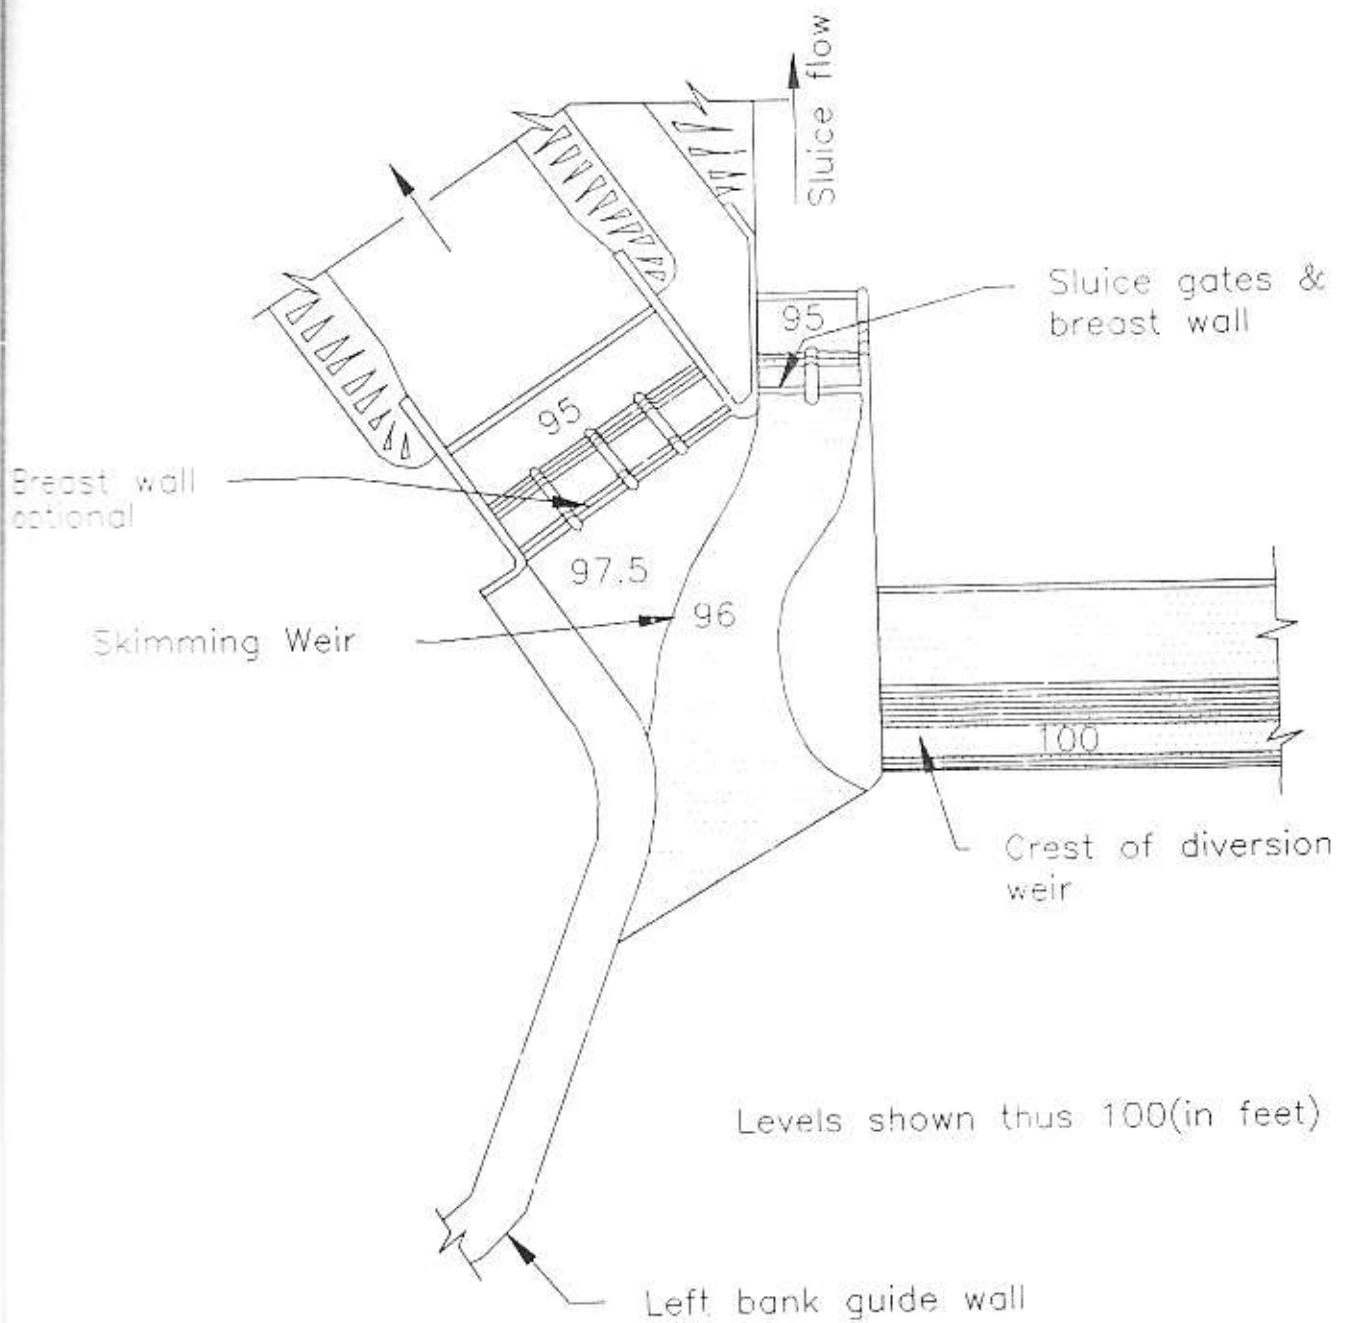 Sluice flow
Sluice gates &
breast wall
95
95
Breast wall
optional
97.5
96
Skimming Weir
100
Crest of diversion
weir
Levels shown thus 100(in feet)
Left bank guide wall